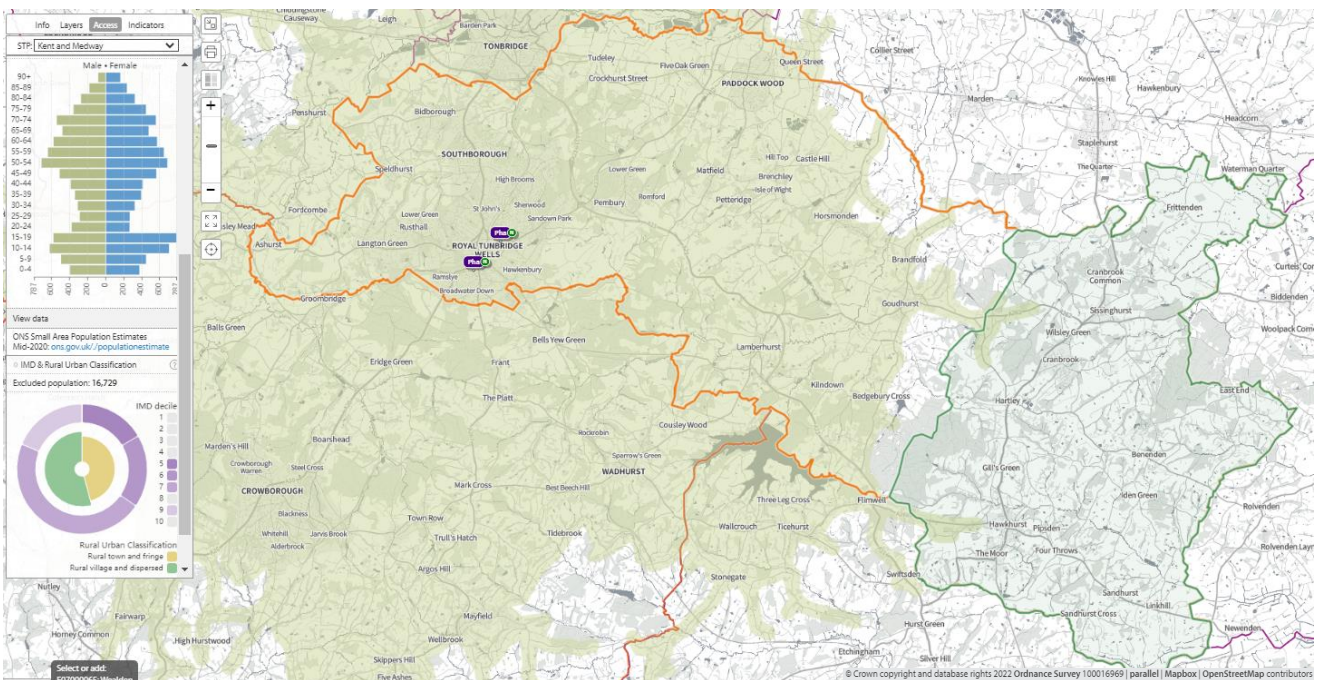 Info Layers Access Indicators
STP: Kent and Medway
Male • Female
90+
85-89
80-84
75-79
70-74
65-69
60-64
55-59
50-54
45-49
40-44
35-39
30-34
25-29
20-24
15-19
10-14
5-9
0-4
787 600 400 200 0 200 400 600 787
View data
ONS Small Area Population Estimates
Mid-2020: ons.gov.uk/./populationestimate
IMD & Rural Urban Classification
Excluded population: 16,729
IMD decile
1
2
3
4
5
6
7
8
9
10
Rural Urban Classification
Rural town and fringe
Rural village and dispersed
Select or add:
+
−
Causeway
Leigh
Barden Park
TONBRIDGE
Tudeley
Five Oak Green
Queen Street
Collier Street
Crockhurst Street
PADDOCK WOOD
Knowles Hill
Hawkenbury
Marden
Headcorn
Penshurst
Bidborough
Staplehurst
SOUTHBOROUGH
Hill Top
Castle Hill
The Quarter
Waterman Quarter
Speldhurst
Lower Green
Matfield
Brenchley
High Brooms
Isle of Wight
Romford
Pembury
Petteridge
Fordcombe
Lower Green
St John's
Sherwood
Sandown Park
Horsmonden
Frittenden
Rusthall
Ashurst
Langton Green
Pha
ROYAL TUNBRIDGE
WELLS
Pha
Hawkenbury
Brandfold
Ramslye
Broadwater Down
Cranbrook
Common
Groombridge
Goudhurst
Sissinghurst
Biddenden
Balls Green
Wilsley Green
Bells Yew Green
Lamberhurst
Cranbrook
Eridge Green
Frant
Kilndown
Bedgebury Cross
Hartley
East End
The Platt
Cousley Wood
Rockrobin
Marden's Hill
Boarshead
Sparrow's Green
Benenden
Crowborough
Warren
Steel Cross
WADHURST
Gill's Green
CROWBOROUGH
Mark Cross
Best Beech Hill
Three Leg Cross
Flimwell
Iden Green
Rolvenden
Blackness
Town Row
Wallcrouch
Ticehurst
Hawkhurst
Pipsden
Whitehill
Jarvis Brook
Trull's Hatch
Tidebrook
Alderbrook
The Moor
Four Throws
Argos Hill
Stonegate
Swiftsden
Nutley
Sandhurst
Linkhill
Mayfield
Sandhurst Cross
Fairwarp
Hurst Green
Newenden
Horney Common
High Hurstwood
Wellbrook
Etchingham
Silver Hill
Skippers Hill
Five Ashes
© Crown copyright and database rights 2022 Ordnance Survey 100016969 | parallel | Mapbox | OpenStreetMap contributors